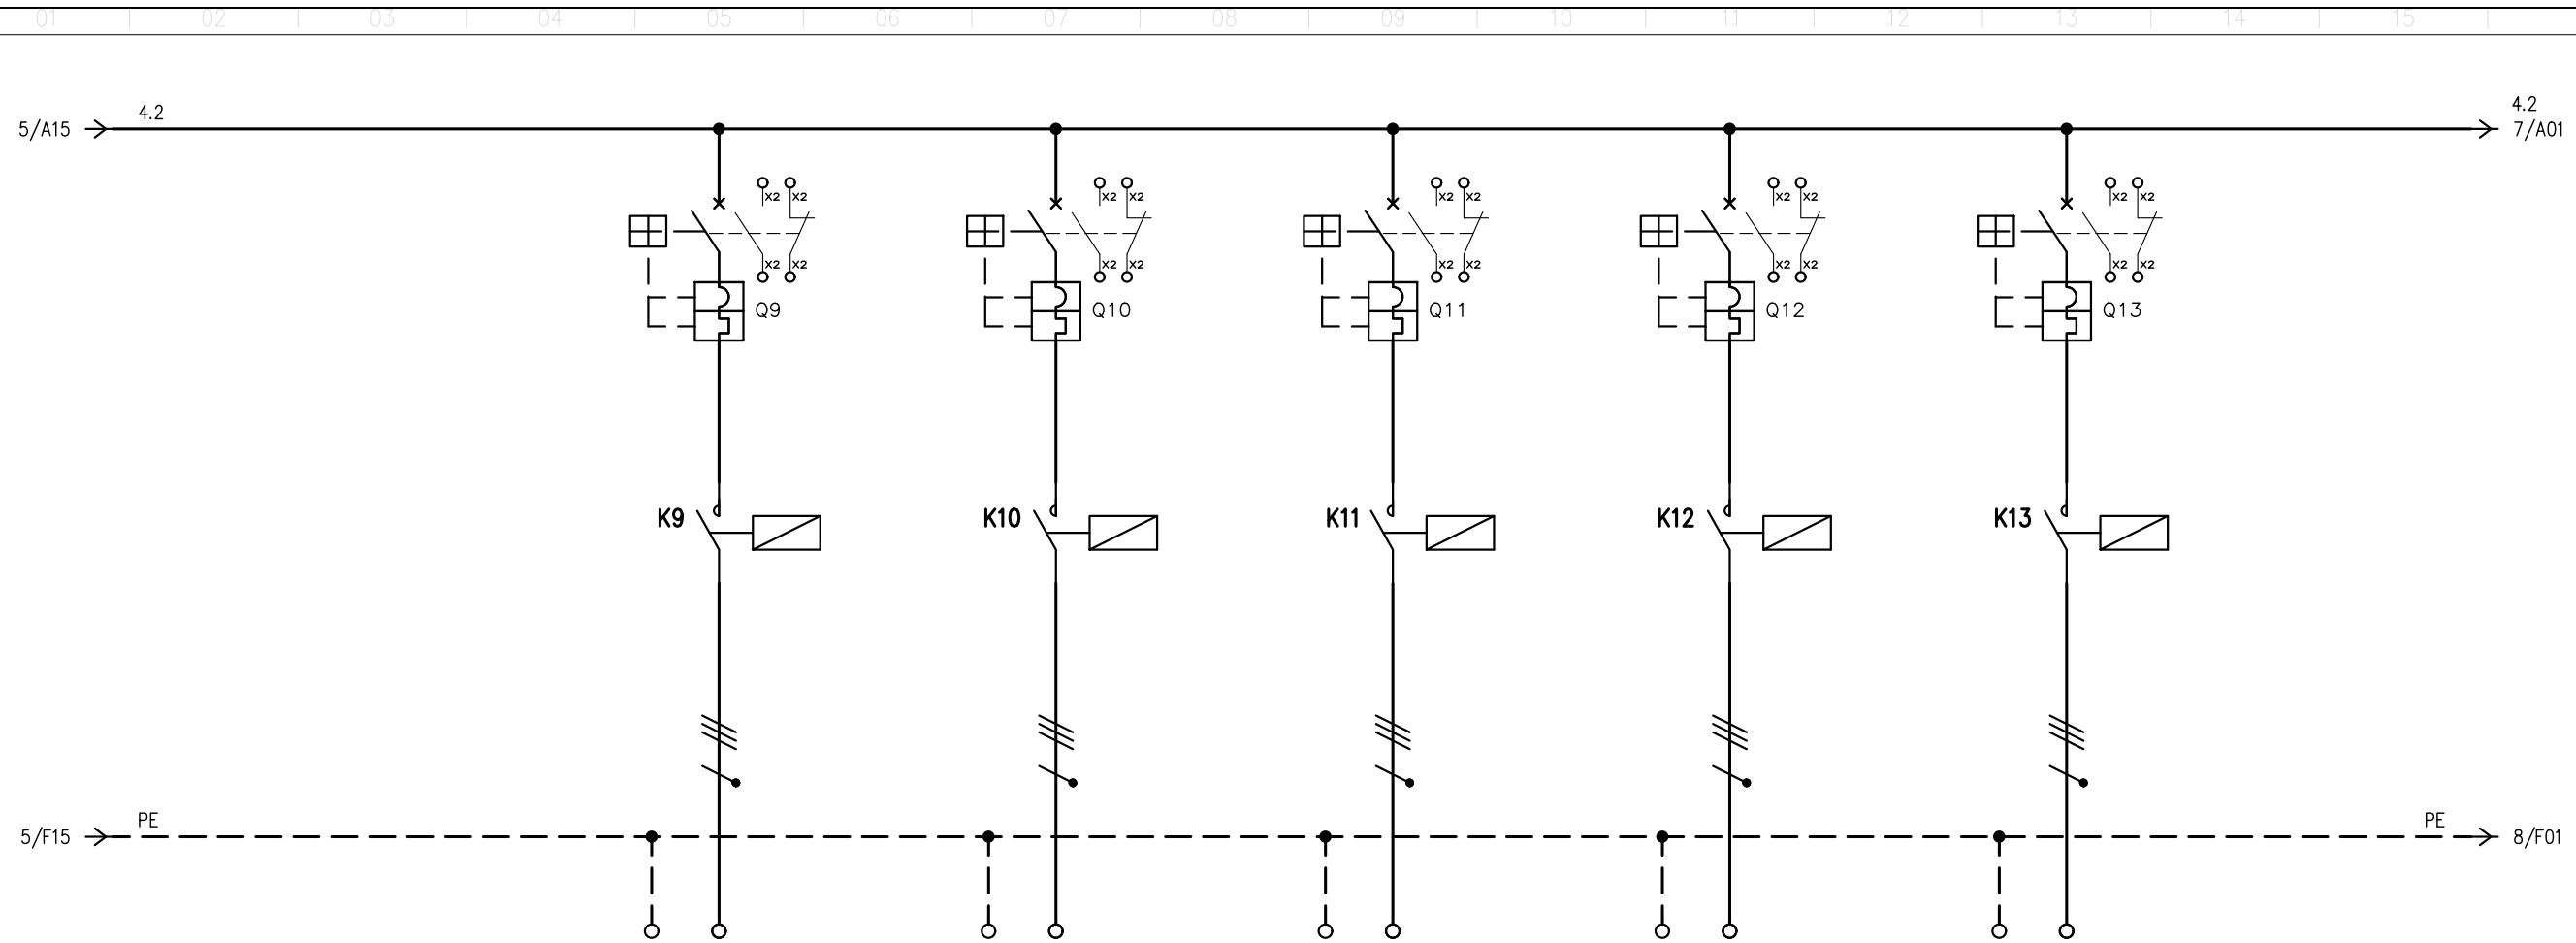 01 02 03 04 05 06 07 08 09 10 11 12 13 14 15
4.2 4.2
5/A15 7/A01
x2 x2 x2 x2 x2 x2 x2 x2 x2 x2
x2 x2 x2 x2 x2 x2 x2 x2 x2 x2
Q9 Q10 Q11 Q12 Q13
K9 K10 K11 K12 K13
PE PE
5/F15 8/F01